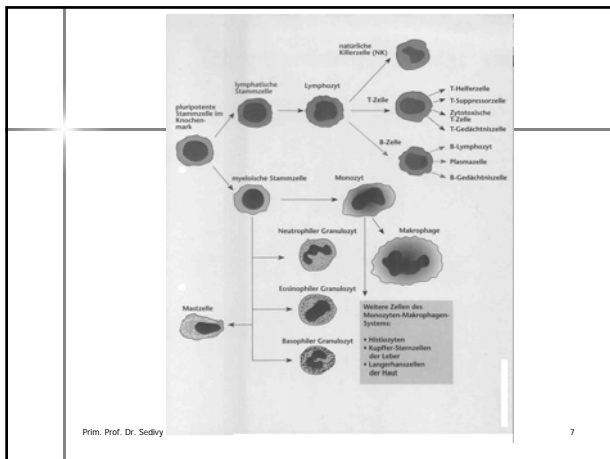 natürliche
Killerzelle (NK)
lymphatische
Stammzelle
Lymphozyt
T-Zelle
T-Helferzelle
T-Suppressorzelle
Zytotoxische
T-Zelle
T-Gedächtniszelle
pluripotente
Stammzelle im
Knochen-
mark
B-Zelle
B-Lymphozyt
Plasmazelle
B-Gedächtniszelle
myeloische Stammzelle
Monozyt
Neutrophiler Granulozyt
Makrophage
Eosinophiler Granulozyt
Mastzelle
Basophiler Granulozyt
Weitere Zellen des
Monozyten-Makrophagen-
Systems:
• Histiozyten
• Kupffer-Sternzellen
der Leber
• Langerhanszellen
der Haut
Prim. Prof. Dr. Sedivy
7